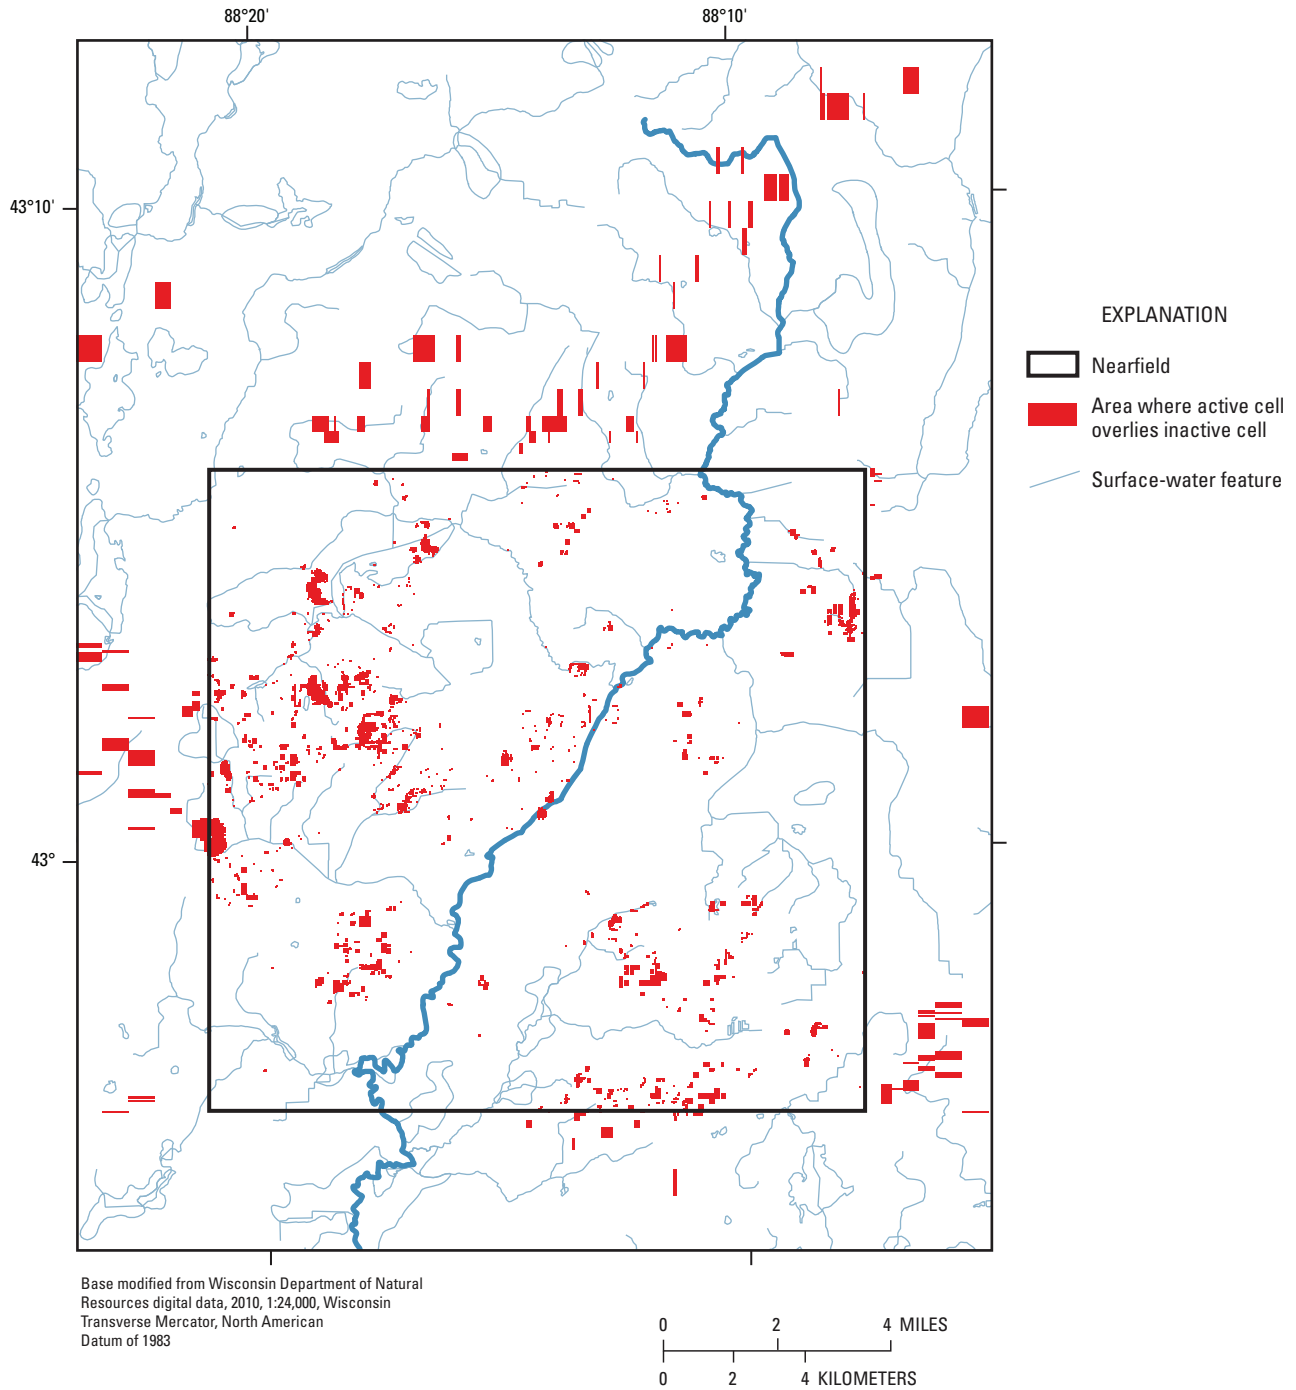 88°20'
88°10'
43°10'
43°
EXPLANATION
Nearfield
Area where active cell
overlies inactive cell
Surface-water feature
Base modified from Wisconsin Department of Natural
Resources digital data, 2010, 1:24,000, Wisconsin
Transverse Mercator, North American
Datum of 1983
0 2 4 MILES
0 2 4 KILOMETERS